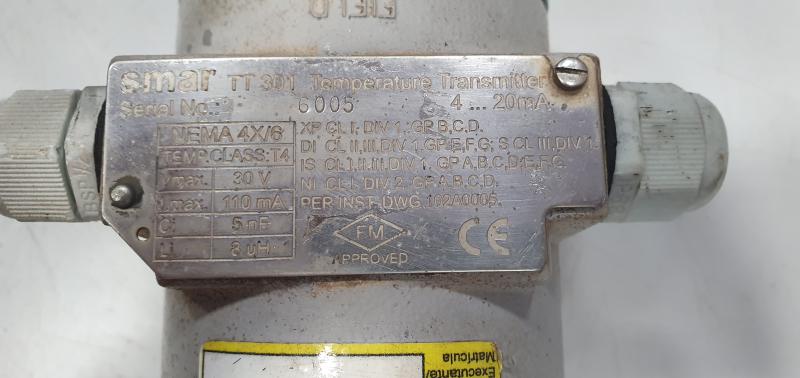 FIELD
smar TT 301 Temperature Transmitter
Serial No.: 6005 4 ... 20mA
NEMA 4X/6
TEMP.CLASS:T4
Vmax. 30 V
I.max. 110 mA
Ci 5 nF
Li 8 uH
XP CL I, DIV 1, GP B,C,D.
DI CL II,III,DIV 1,GP E,F,G; S CL III,DIV 1.
IS CL I,II,III,DIV 1, GP A,B,C,D,E,F,G.
NI CL I, DIV 2, GP A,B,C,D.
PER INST. DWG.102A0005.
FM
APPROVED
CE
Executante/
Matrícula